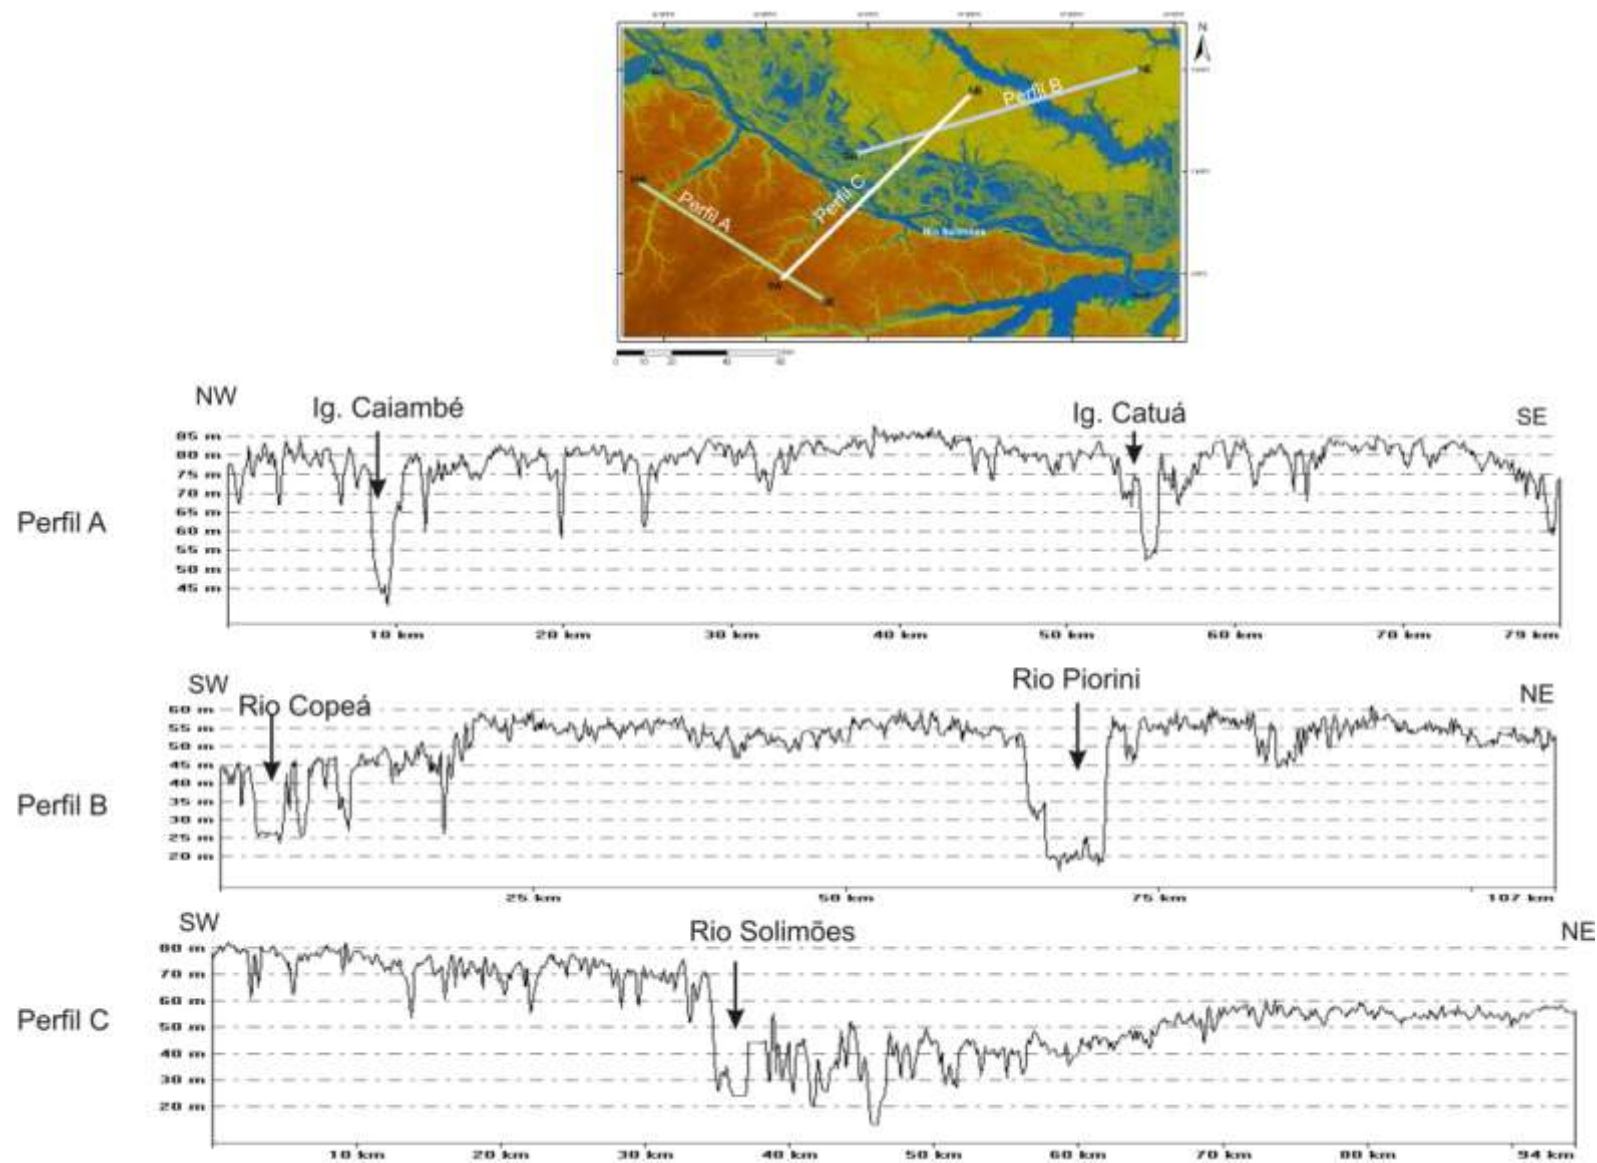 N
Perfil B
NE
Perfil C
Perfil A
Rio Solimões
SW
SE
NW
Ig. Caiambé
Ig. Catuá
SE
85 m
80 m
75 m
70 m
65 m
60 m
55 m
50 m
45 m
Perfil A
10 km
20 km
30 km
40 km
50 km
60 km
70 km
79 km
SW
Rio Copeá
Rio Piorini
NE
60 m
55 m
50 m
45 m
40 m
35 m
30 m
25 m
20 m
Perfil B
25 km
50 km
75 km
107 km
SW
Rio Solimões
NE
80 m
70 m
60 m
50 m
40 m
30 m
20 m
Perfil C
10 km
20 km
30 km
40 km
50 km
60 km
70 km
80 km
94 km